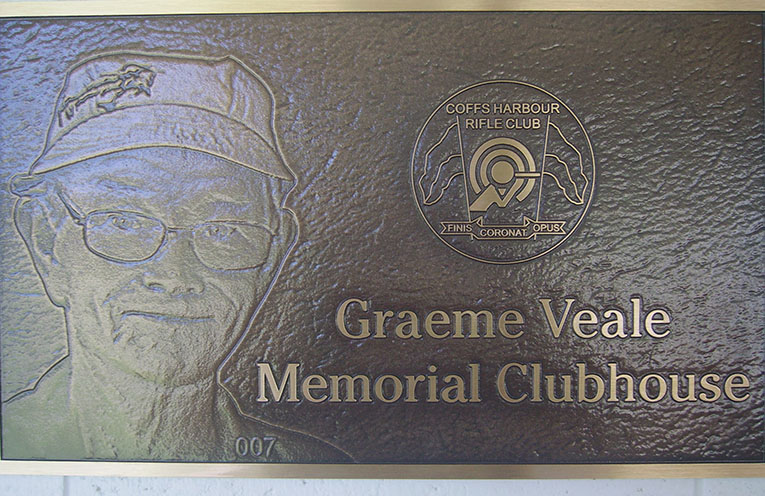 COFFS HARBOUR
RIFLE CLUB
FINIS CORONAT OPUS
Graeme Veale
Memorial Clubhouse
007